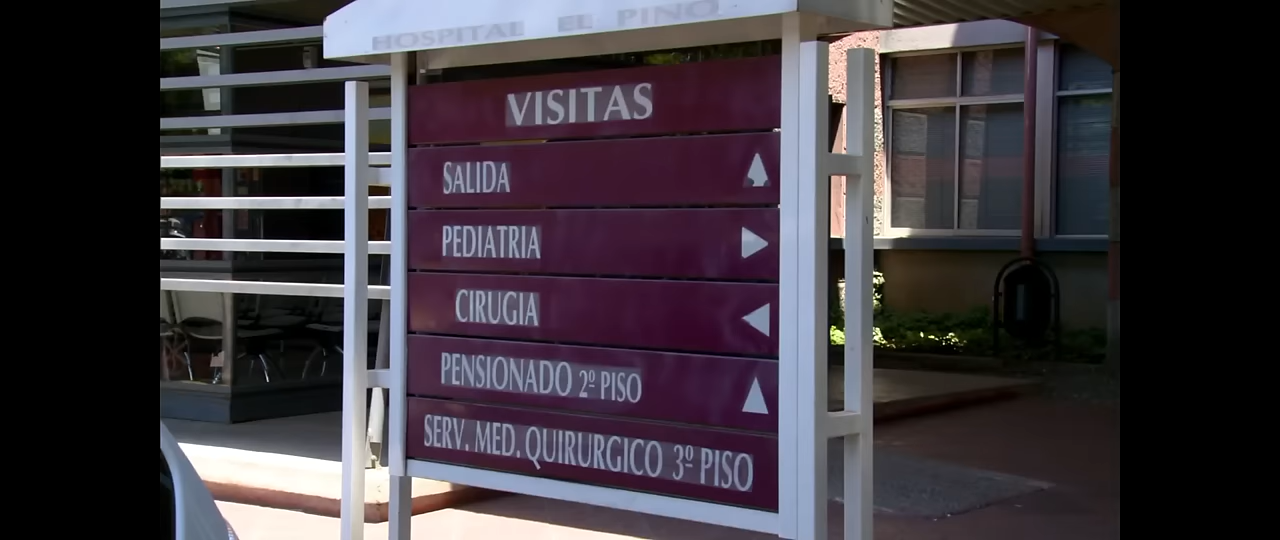 HOSPITAL EL PINO
VISITAS
SALIDA
PEDIATRIA
CIRUGIA
PENSIONADO 2º PISO
SERV. MED. QUIRURGICO 3º PISO